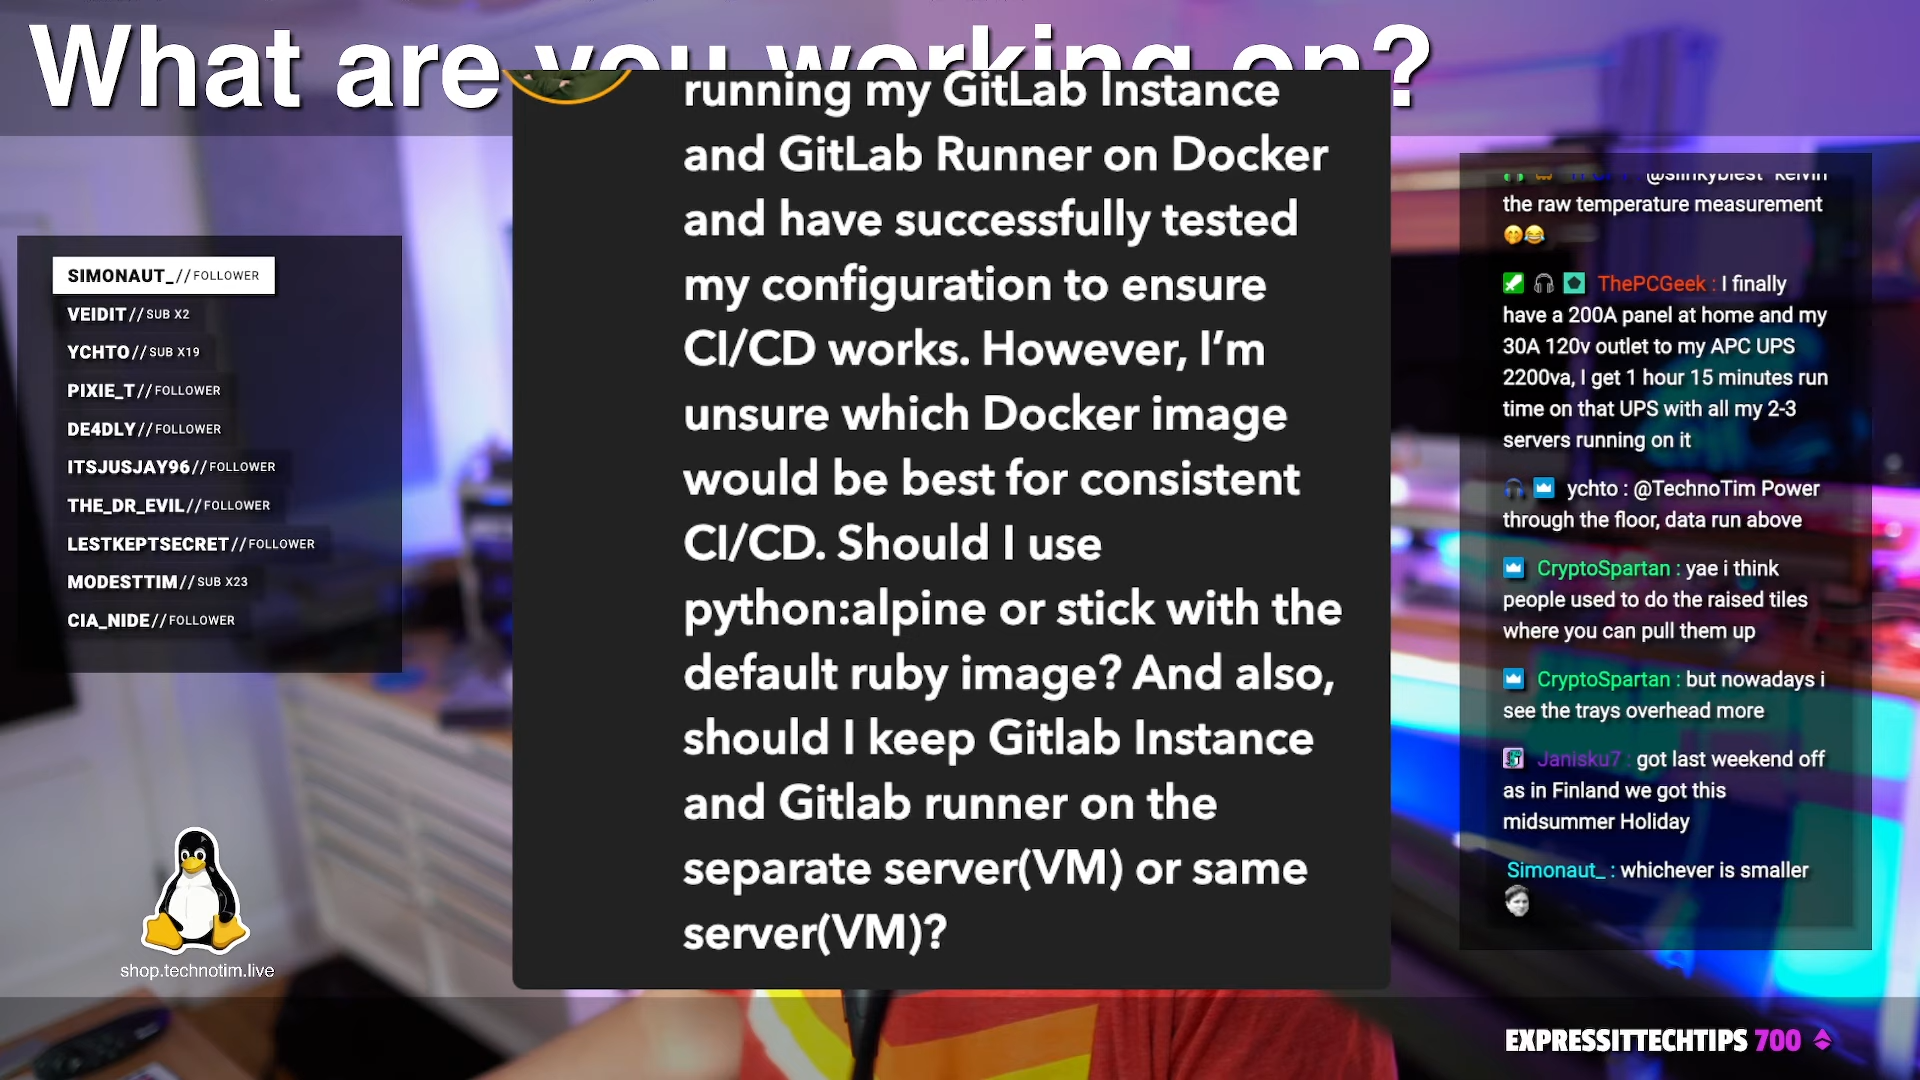 What are you working on?
running my GitLab Instance
and GitLab Runner on Docker
and have successfully tested
my configuration to ensure
CI/CD works. However, I’m
unsure which Docker image
would be best for consistent
CI/CD. Should I use
python:alpine or stick with the
default ruby image? And also,
should I keep Gitlab Instance
and Gitlab runner on the
separate server(VM) or same
server(VM)?
SIMONAUT_//FOLLOWER
VEIDIT//SUB X2
YCHTO//SUB X19
PIXIE_T//FOLLOWER
DE4DLY//FOLLOWER
ITSJUSJAY96//FOLLOWER
THE_DR_EVIL//FOLLOWER
LESTKEPTSECRET//FOLLOWER
MODESTTIM//SUB X23
CIA_NIDE//FOLLOWER
shop.technotim.live
kelvin
the raw temperature measurement
🤭😂
ThePCGeek : I finally
have a 200A panel at home and my
30A 120v outlet to my APC UPS
2200va, I get 1 hour 15 minutes run
time on that UPS with all my 2-3
servers running on it
ychto : @TechnoTim Power
through the floor, data run above
CryptoSpartan : yae i think
people used to do the raised tiles
where you can pull them up
CryptoSpartan : but nowadays i
see the trays overhead more
Janisku7 : got last weekend off
as in Finland we got this
midsummer Holiday
Simonaut_ : whichever is smaller
EXPRESSITTECHTIPS 700